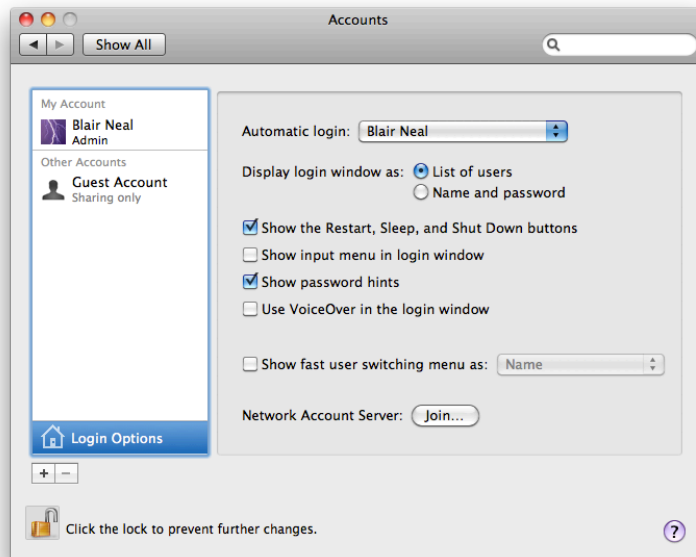 Accounts
Show All
My Account
Blair Neal
Admin
Other Accounts
Guest Account
Sharing only
Login Options
Automatic login: Blair Neal
Display login window as: List of users
Name and password
Show the Restart, Sleep, and Shut Down buttons
Show input menu in login window
Show password hints
Use VoiceOver in the login window
Show fast user switching menu as: Name
Network Account Server: Join...
+ −
Click the lock to prevent further changes.
?